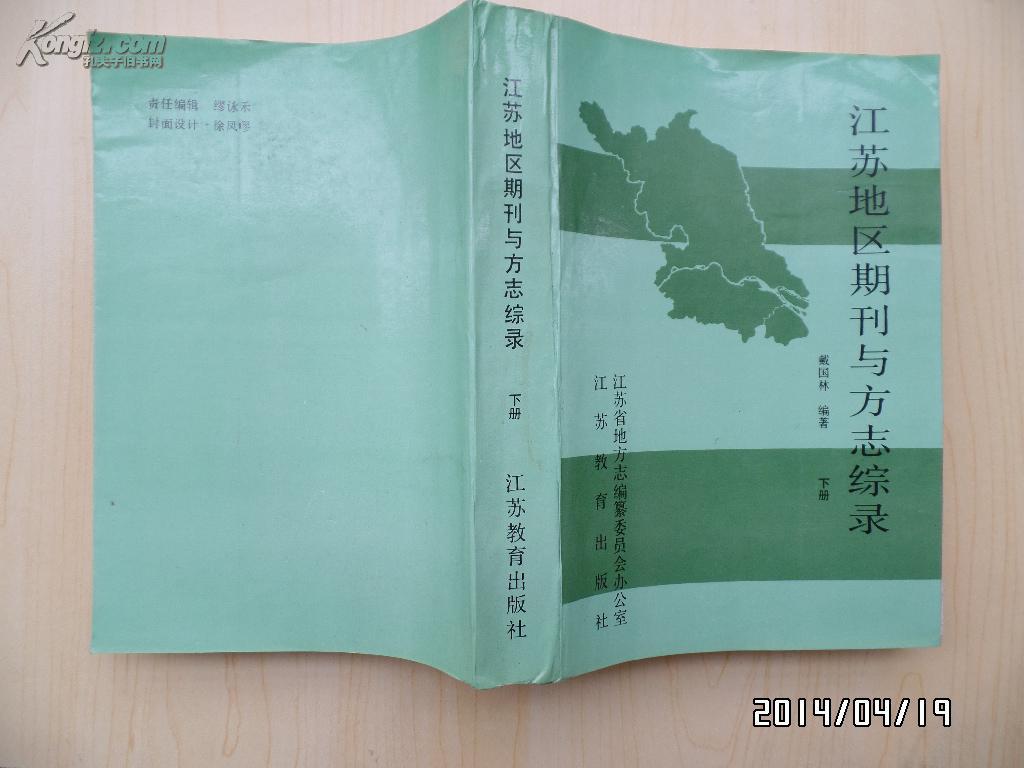 Kongfz.com
孔夫子旧书网
责任编辑 缪咏禾
封面设计·徐凤
江苏地区期刊与方志综录
下册
江苏教育出版社
江苏地区期刊与方志综录
戴国林 编著
下册
江苏省地方志编纂委员会办公室
江苏教育出版社
2014/04/19